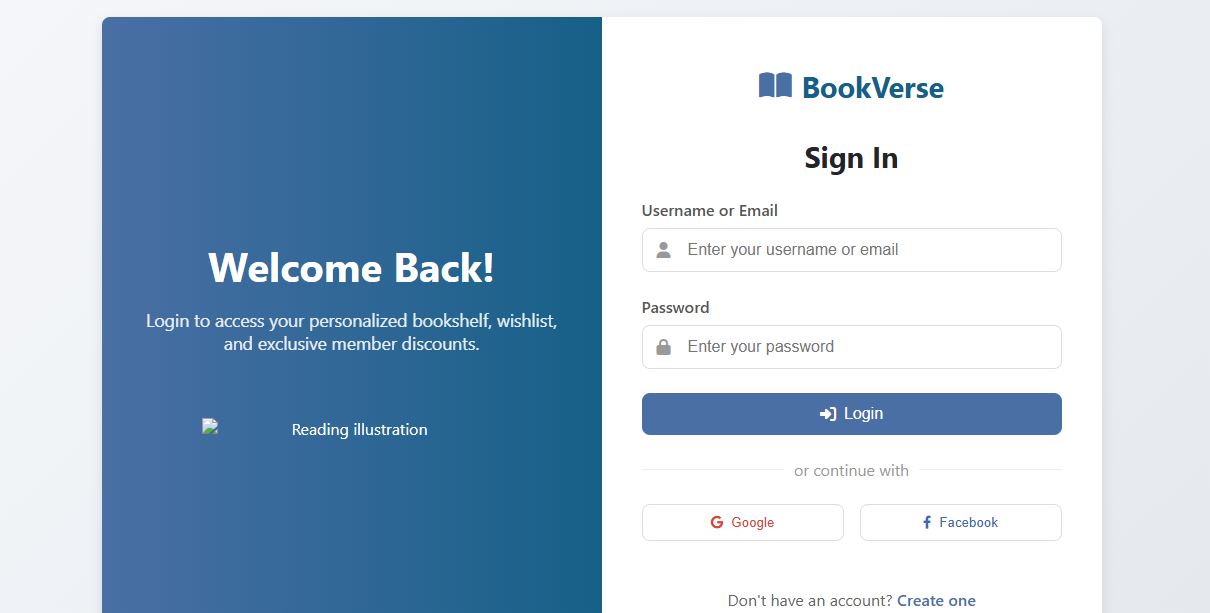 Welcome Back!
Login to access your personalized bookshelf, wishlist,
and exclusive member discounts.
Reading illustration
BookVerse
Sign In
Username or Email
Enter your username or email
Password
Enter your password
Login
or continue with
Google
Facebook
Don't have an account? Create one